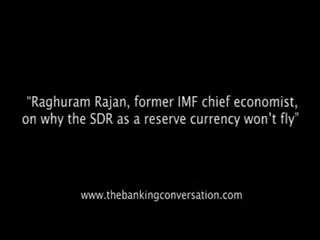 "Raghuram Rajan, former IMF chief economist,
on why the SDR as a reserve currency won't fly"
www.thebankingconversation.com